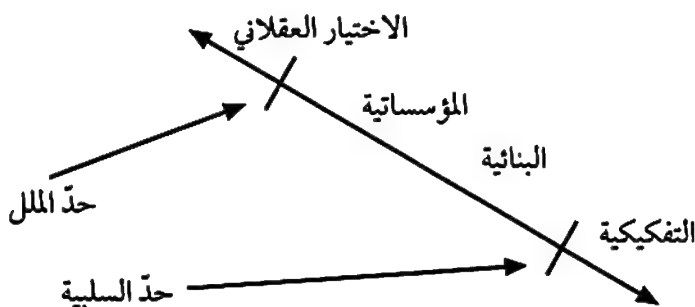 الاختيار العقلاني
المؤسساتية
البنائية
حدّ الملل
التفكيكية
حدّ السلبية